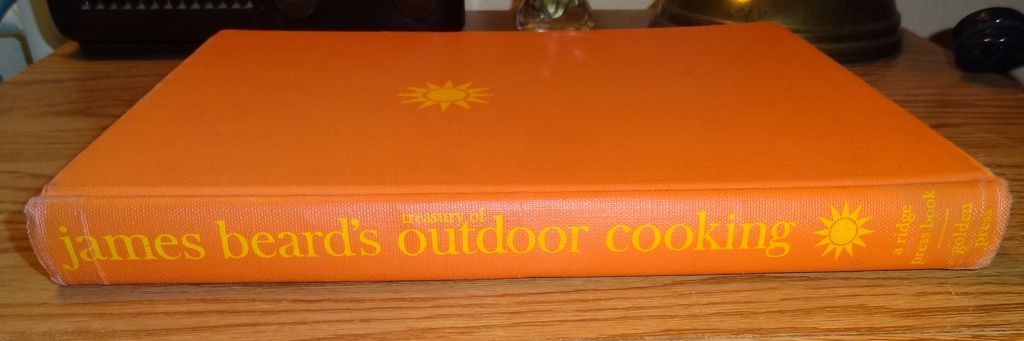 treasury of
james beard's outdoor cooking
a ridge
press book
golden
press